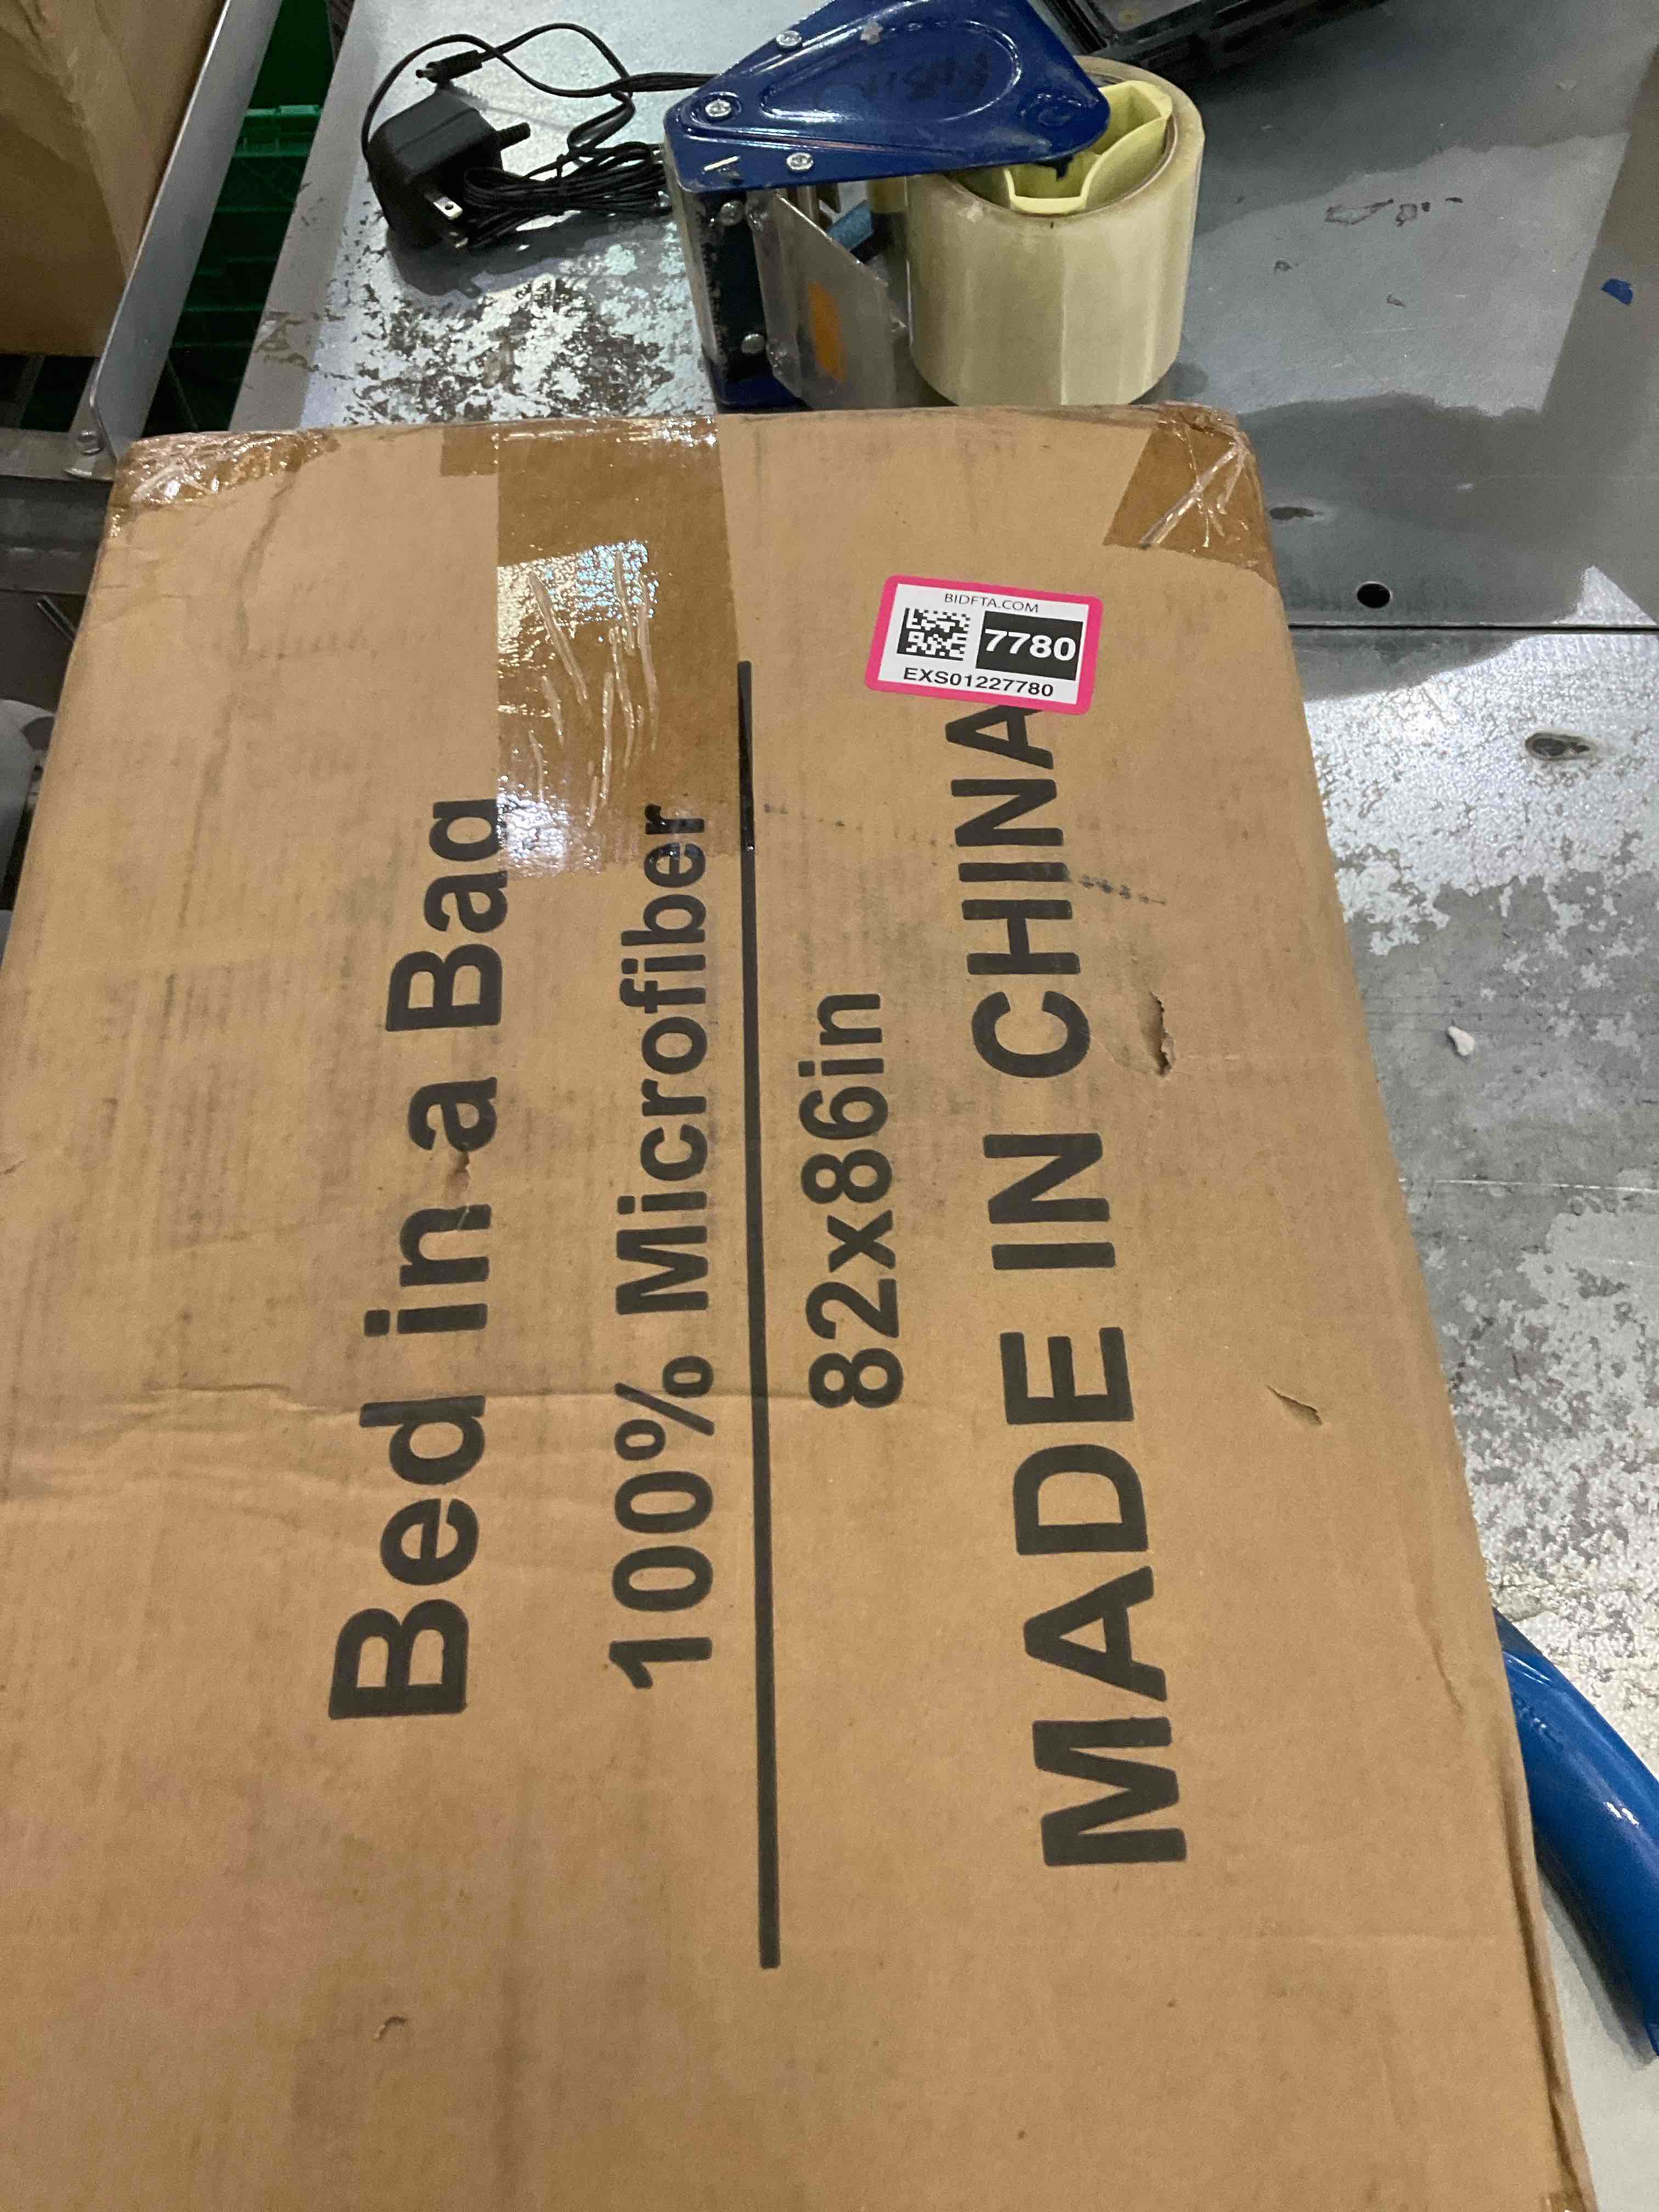 Bed in a Bag
100% Microfiber
82x86in
MADE IN CHINA
BIDFTA.COM
7780
EXS01227780